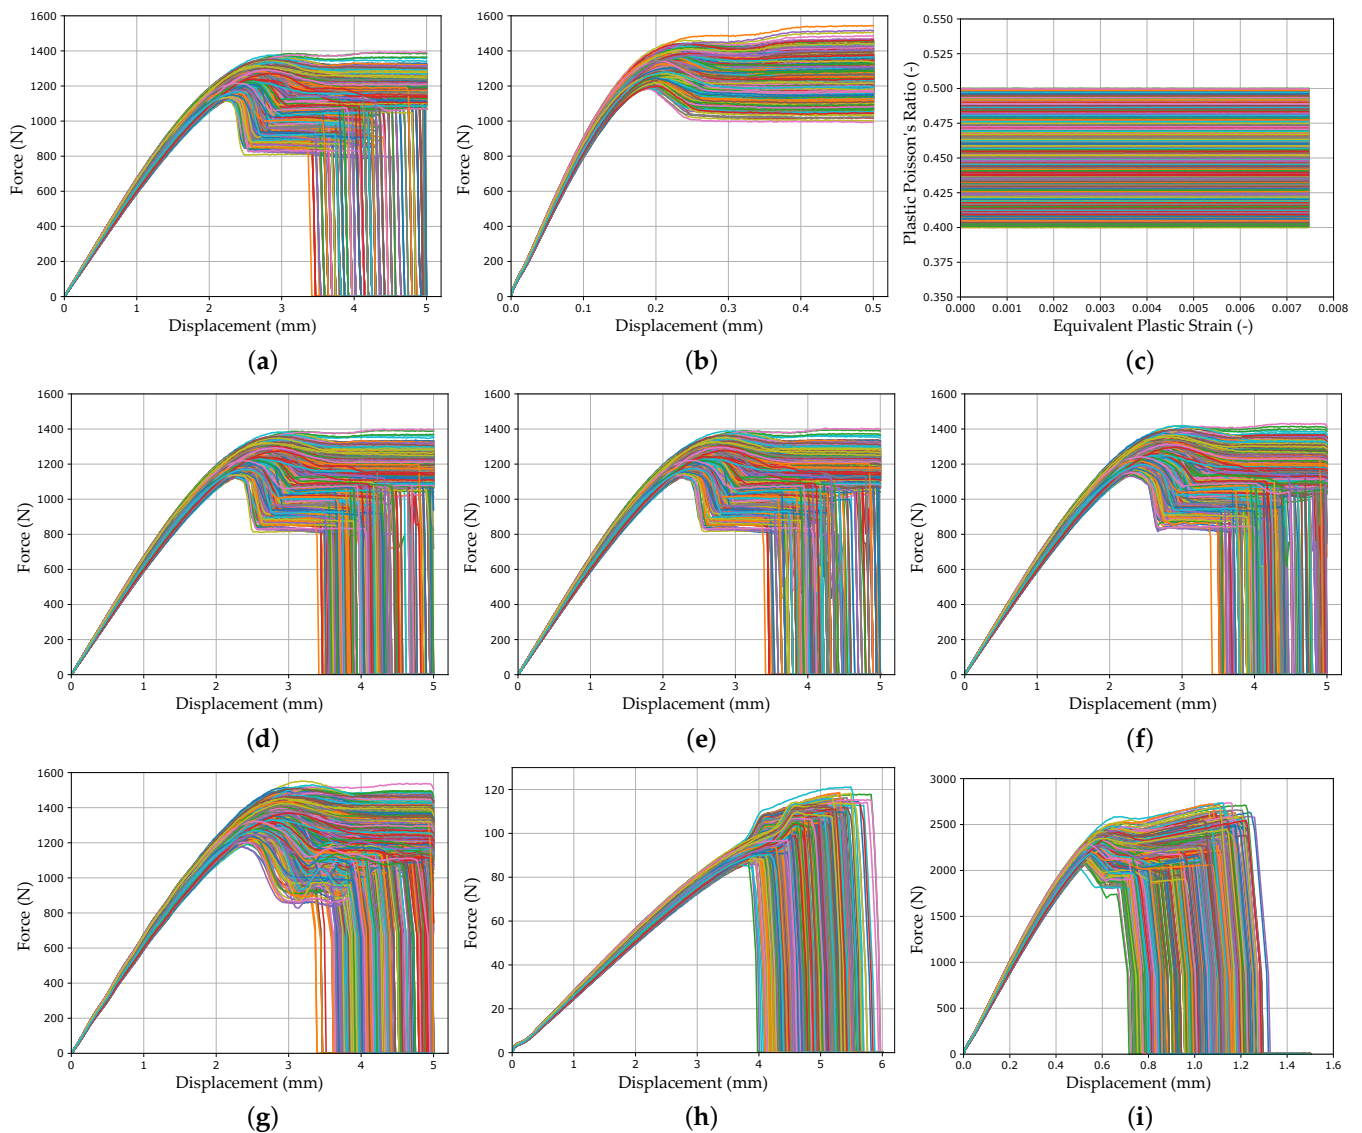 1600
1400
1200
1000
800
600
400
200
0
Force (N)
0 1 2 3 4 5
Displacement (mm)
(a)
1600
1400
1200
1000
800
600
400
200
0
Force (N)
0.0 0.1 0.2 0.3 0.4 0.5
Displacement (mm)
(b)
0.550
0.525
0.500
0.475
0.450
0.425
0.400
0.375
0.350
Plastic Poisson's Ratio (-)
0.000 0.001 0.002 0.003 0.004 0.005 0.006 0.007 0.008
Equivalent Plastic Strain (-)
(c)
1600
1400
1200
1000
800
600
400
200
0
Force (N)
0 1 2 3 4 5
Displacement (mm)
(d)
1600
1400
1200
1000
800
600
400
200
0
Force (N)
0 1 2 3 4 5
Displacement (mm)
(e)
1600
1400
1200
1000
800
600
400
200
0
Force (N)
0 1 2 3 4 5
Displacement (mm)
(f)
1600
1400
1200
1000
800
600
400
200
0
Force (N)
0 1 2 3 4 5
Displacement (mm)
(g)
120
100
80
60
40
20
0
Force (N)
0 1 2 3 4 5 6
Displacement (mm)
(h)
3000
2500
2000
1500
1000
500
0
Force (N)
0.0 0.2 0.4 0.6 0.8 1.0 1.2 1.4 1.6
Displacement (mm)
(i)